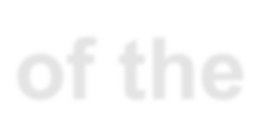 of the